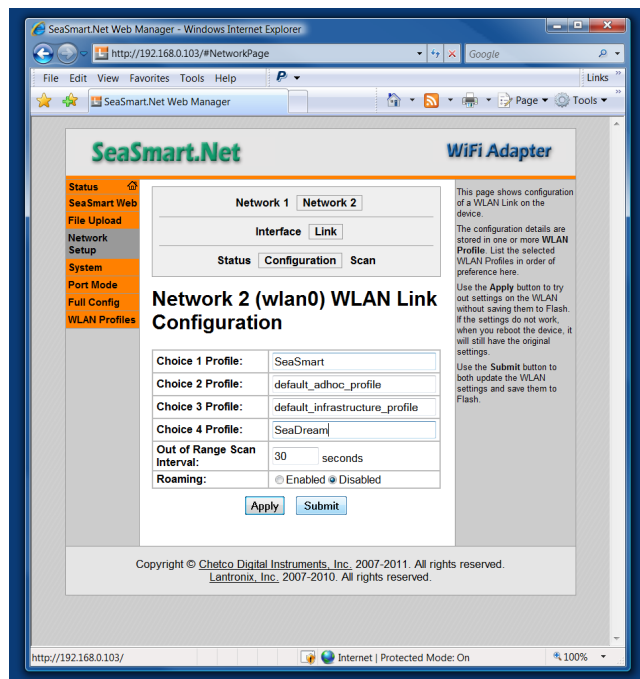 SeaSmart.Net Web Manager - Windows Internet Explorer
http://192.168.0.103/#NetworkPage
Google
File Edit View Favorites Tools Help
Links
SeaSmart.Net Web Manager
Page
Tools
SeaSmart.Net
WiFi Adapter
Status
SeaSmart Web
File Upload
Network
Setup
System
Port Mode
Full Config
WLAN Profiles
Network 1 Network 2
Interface Link
Status Configuration Scan
Network 2 (wlan0) WLAN Link
Configuration
Choice 1 Profile: SeaSmart
Choice 2 Profile: default_adhoc_profile
Choice 3 Profile: default_infrastructure_profile
Choice 4 Profile: SeaDream
Out of Range Scan
Interval: 30 seconds
Roaming: Enabled Disabled
Apply Submit
This page shows configuration
of a WLAN Link on the
device.
The configuration details are
stored in one or more WLAN
Profile. List the selected
WLAN Profiles in order of
preference here.
Use the Apply button to try
out settings on the WLAN
without saving them to Flash.
If the settings do not work,
when you reboot the device, it
will still have the original
settings.
Use the Submit button to
both update the WLAN
settings and save them to
Flash.
Copyright © Chetco Digital Instruments, Inc. 2007-2011. All rights reserved.
Lantronix, Inc. 2007-2010. All rights reserved.
http://192.168.0.103/
Internet | Protected Mode: On
100%